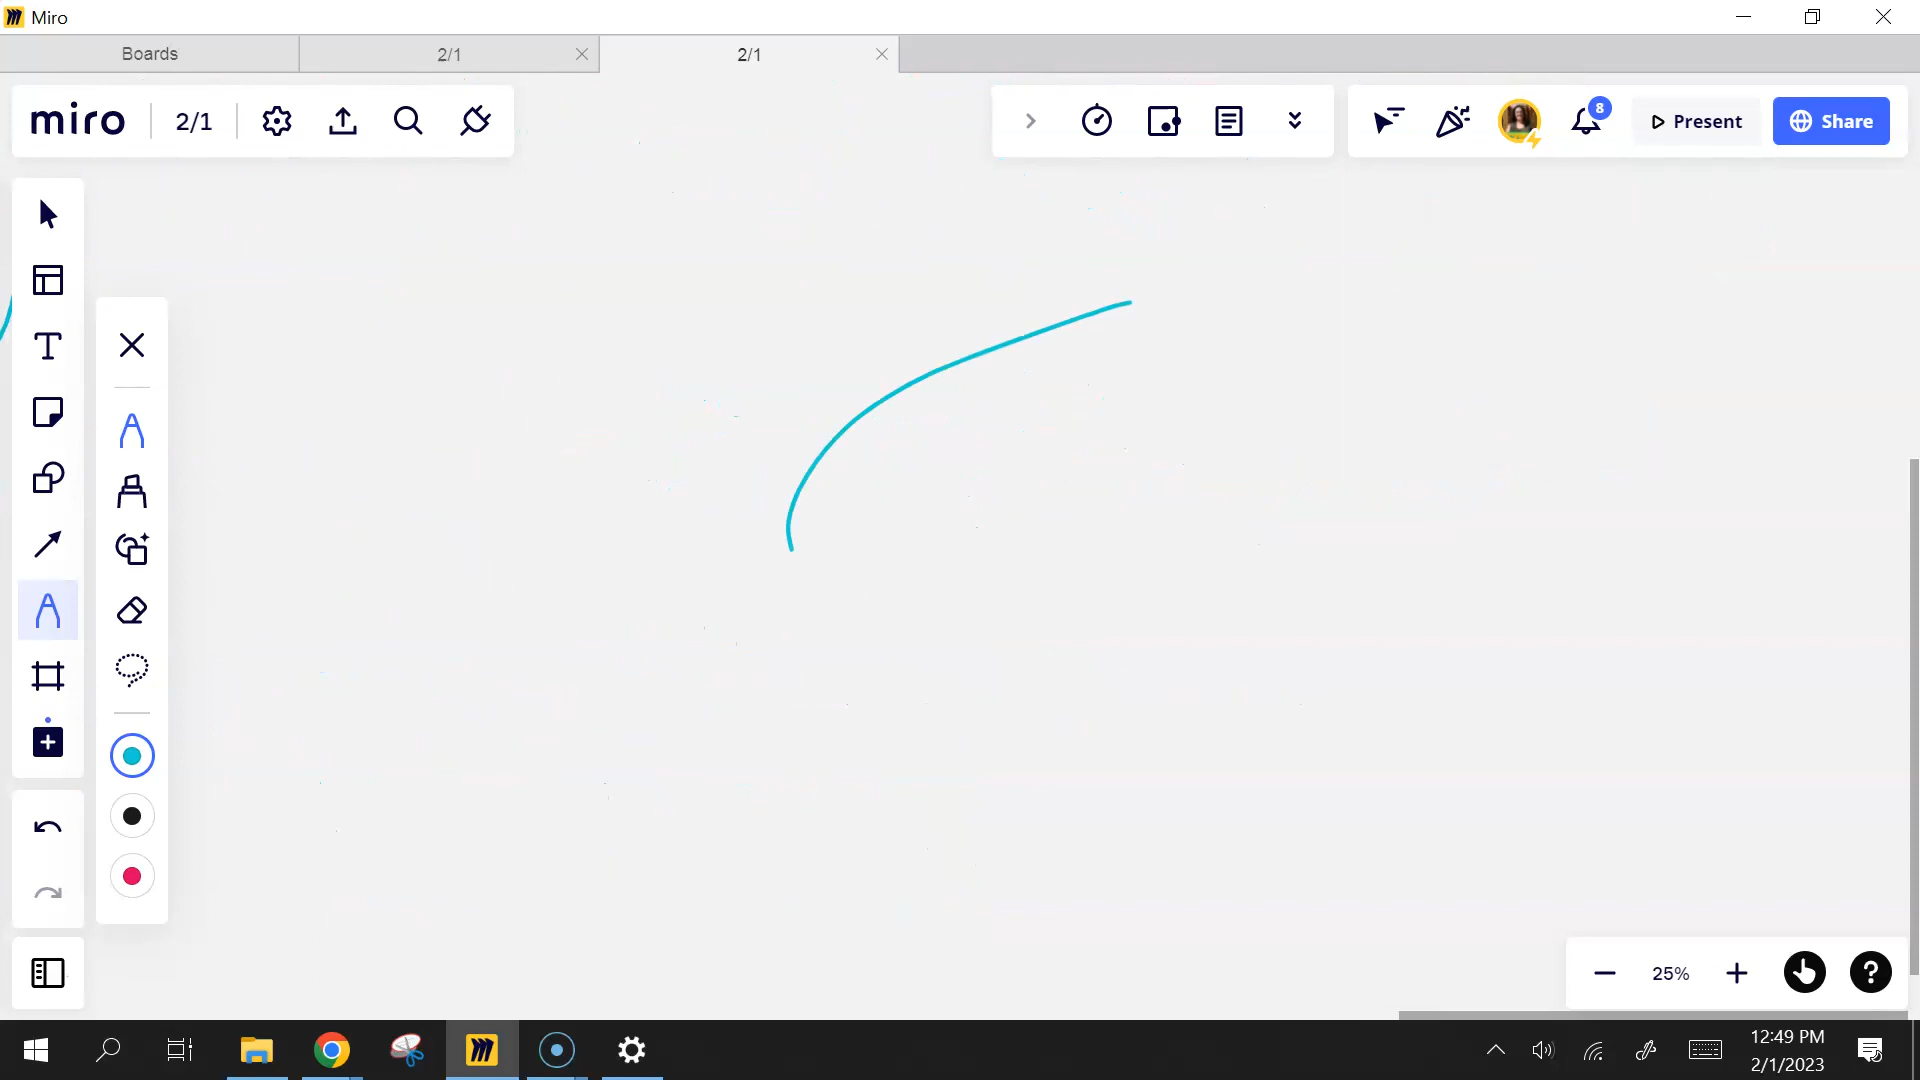 Miro
Boards
2/1
2/1
miro
2/1
8
Present
Share
25%
12:49 PM
2/1/2023